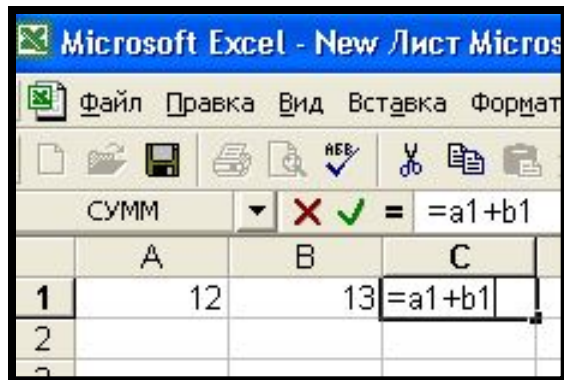 Microsoft Excel - New Лист Micros
Файл Правка Вид Вставка Формат
АБВ
СУММ = =a1+b1
A B C
1 12 13 =a1+b1
2